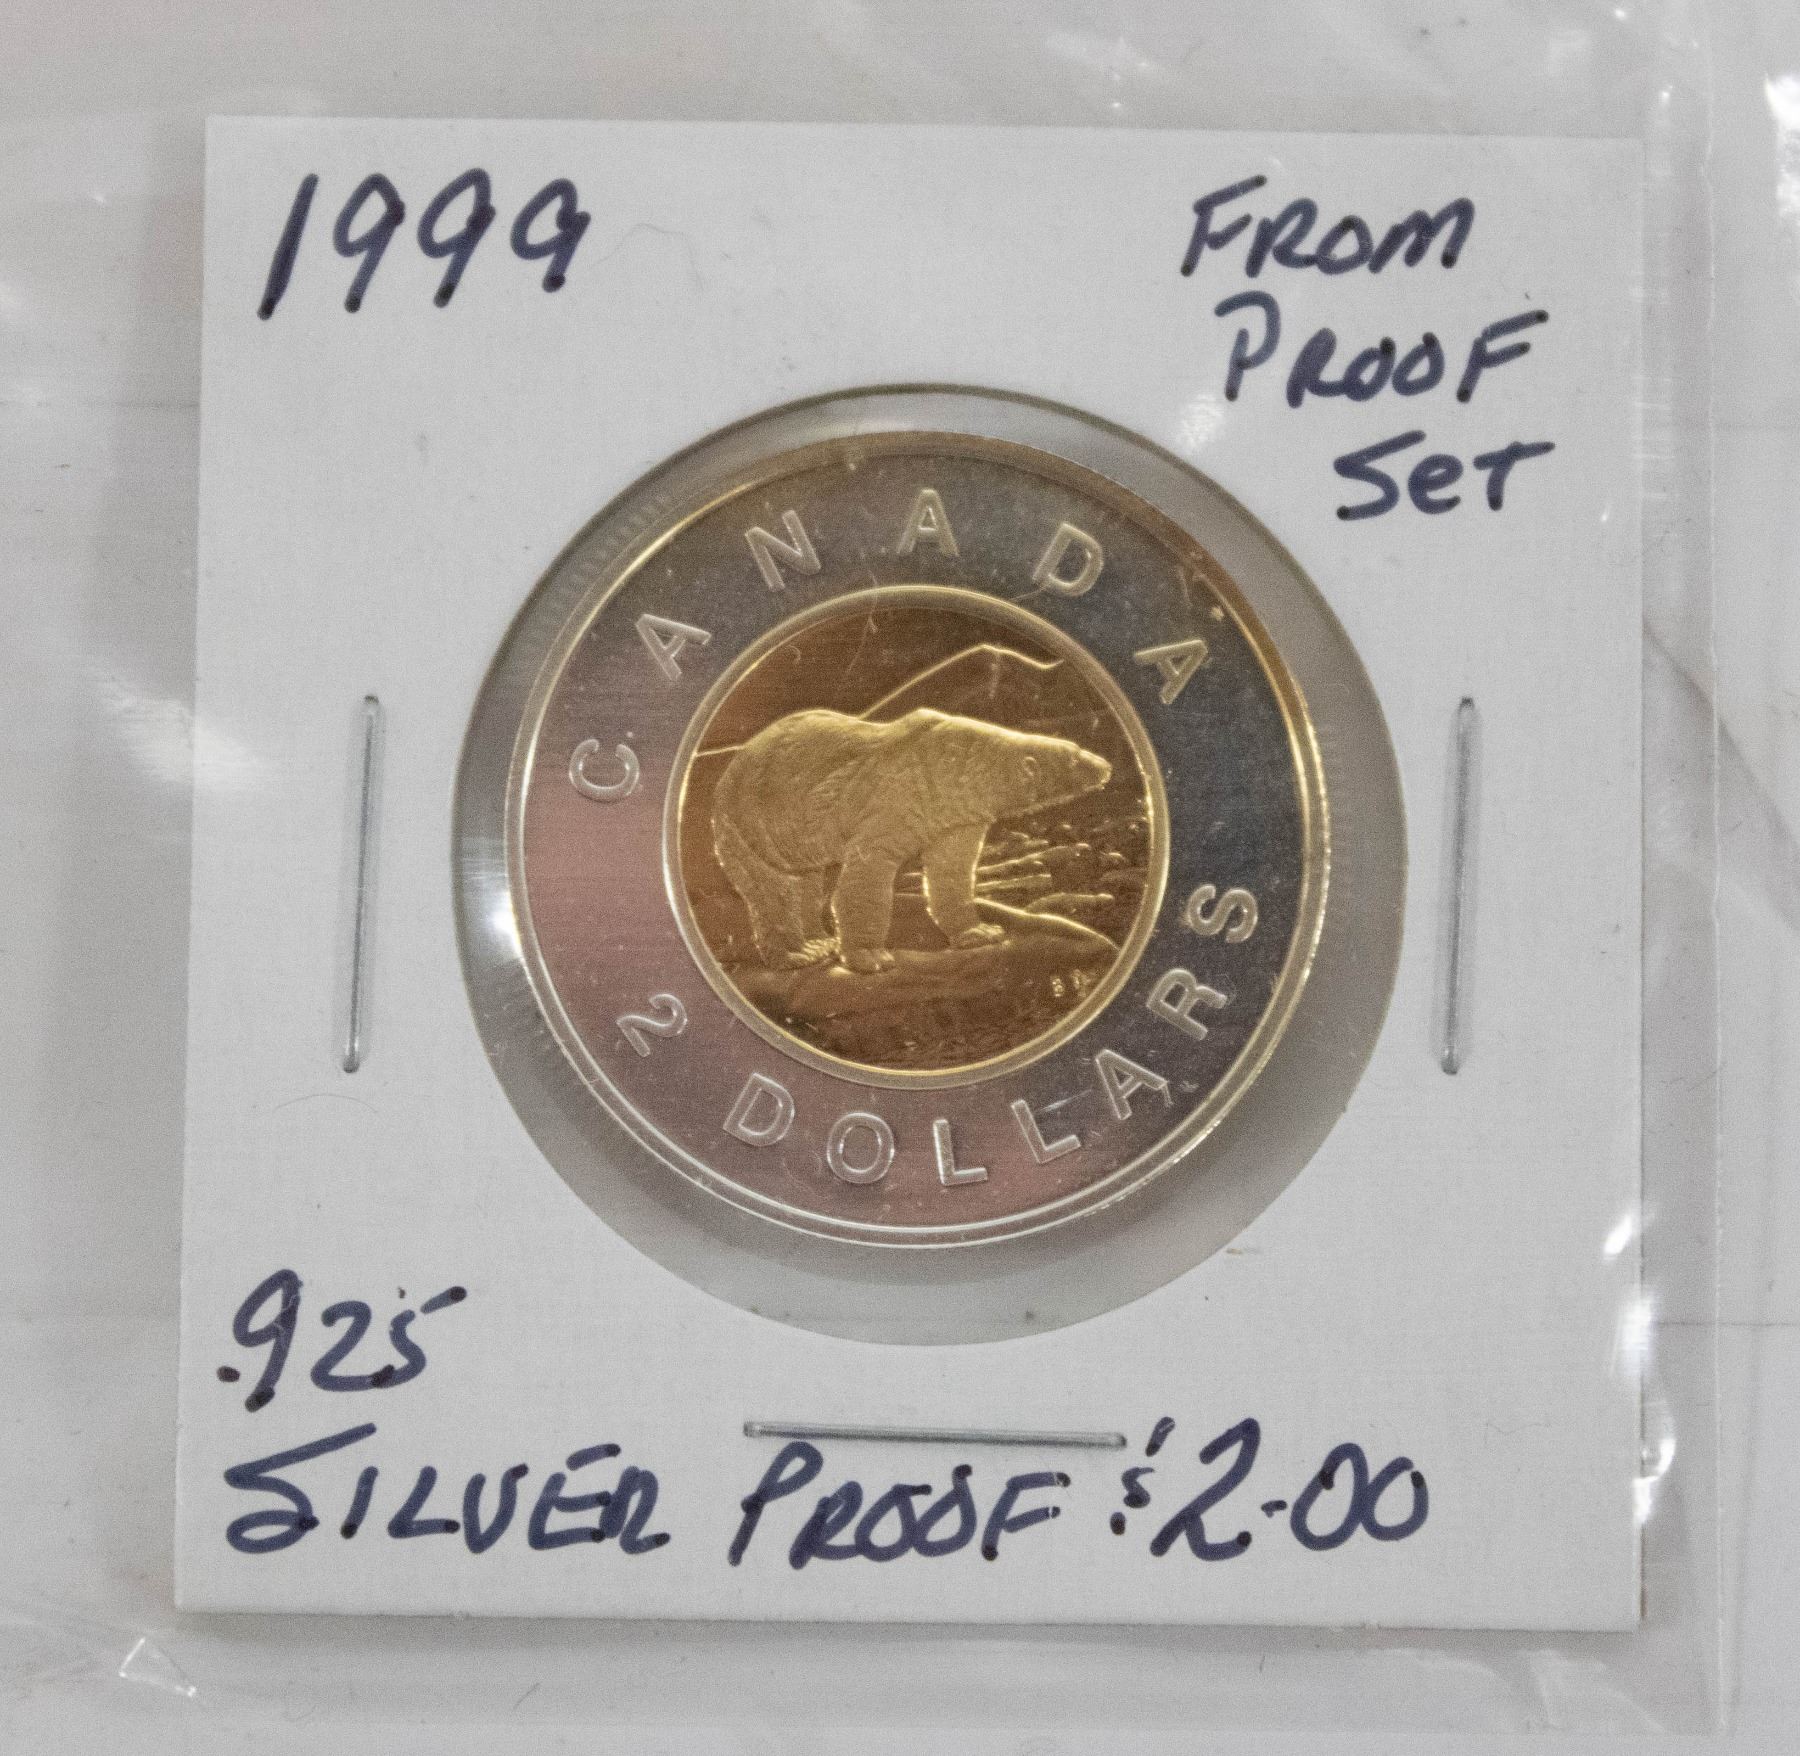 1999
FROM
PROOF
SET
CANADA
2 DOLLARS
.925
SILVER PROOF $2.00